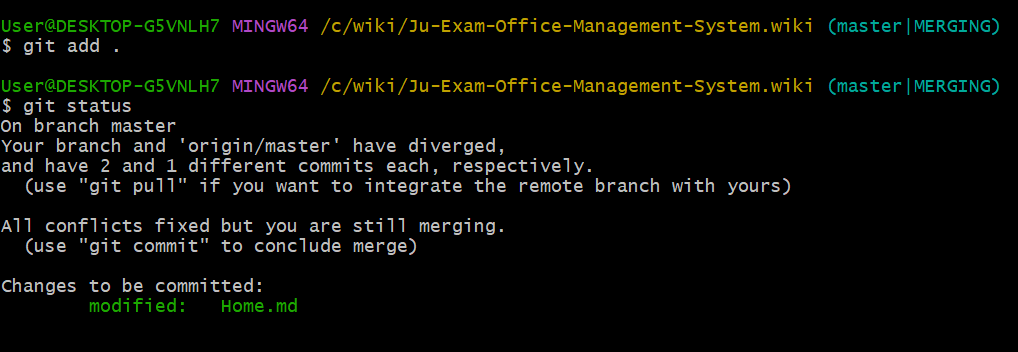 User@DESKTOP-G5VNLH7 MINGW64 /c/wiki/Ju-Exam-Office-Management-System.wiki (master|MERGING)
$ git add .
User@DESKTOP-G5VNLH7 MINGW64 /c/wiki/Ju-Exam-Office-Management-System.wiki (master|MERGING)
$ git status
On branch master
Your branch and 'origin/master' have diverged,
and have 2 and 1 different commits each, respectively.
  (use "git pull" if you want to integrate the remote branch with yours)
All conflicts fixed but you are still merging.
  (use "git commit" to conclude merge)
Changes to be committed:
        modified:   Home.md